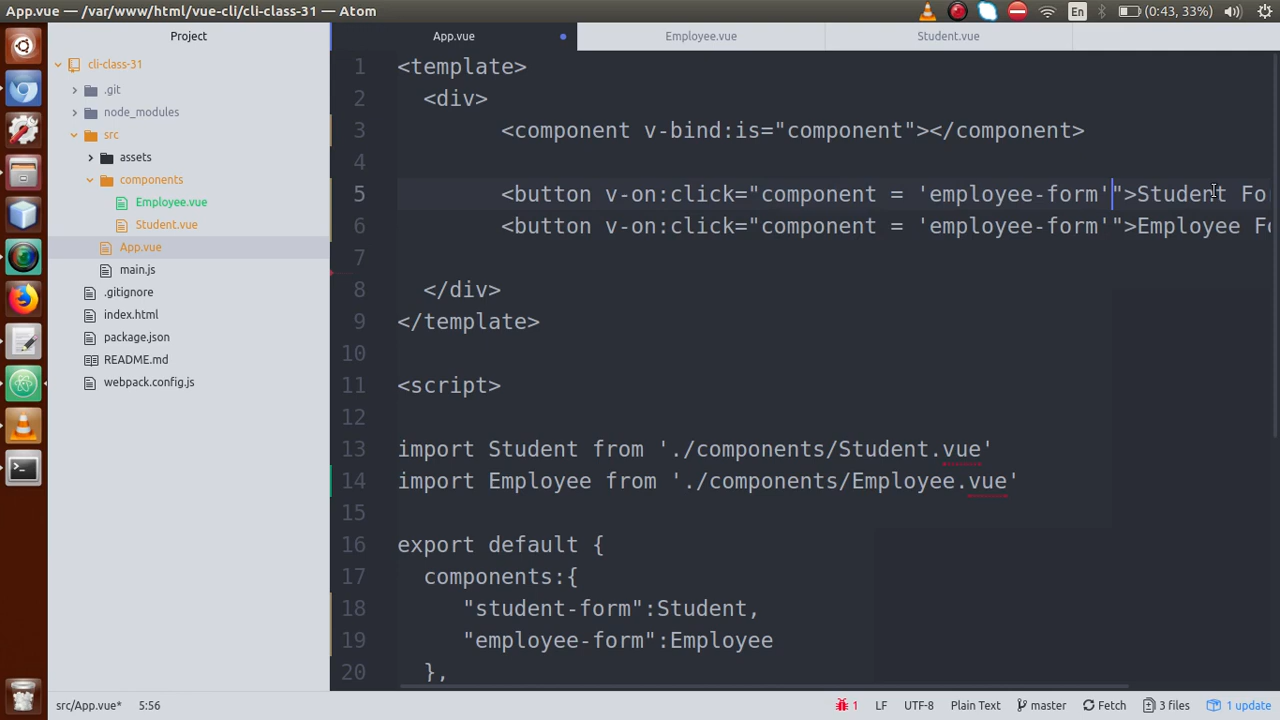 App.vue — /var/www/html/vue-cli/cli-class-31 — Atom
En
(0:43, 33%)
Project
App.vue
Employee.vue
Student.vue
cli-class-31
.git
node_modules
src
assets
components
Employee.vue
Student.vue
App.vue
main.js
.gitignore
index.html
package.json
README.md
webpack.config.js
1 <template>
2 <div>
3 <component v-bind:is="component"></component>
4
5 <button v-on:click="component = 'employee-form'">Student Fo
6 <button v-on:click="component = 'employee-form'">Employee Fo
7
8 </div>
9 </template>
10
11 <script>
12
13 import Student from './components/Student.vue'
14 import Employee from './components/Employee.vue'
15
16 export default {
17 components:{
18 "student-form":Student,
19 "employee-form":Employee
20 },
src/App.vue* 5:56
1 LF UTF-8 Plain Text master Fetch 3 files 1 update